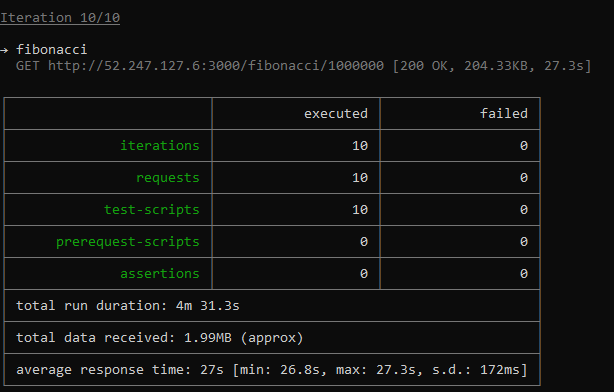 Iteration 10/10
→ fibonacci
GET http://52.247.127.6:3000/fibonacci/1000000 [200 OK, 204.33KB, 27.3s]
executed failed
iterations 10 0
requests 10 0
test-scripts 10 0
prerequest-scripts 0 0
assertions 0 0
total run duration: 4m 31.3s
total data received: 1.99MB (approx)
average response time: 27s [min: 26.8s, max: 27.3s, s.d.: 172ms]